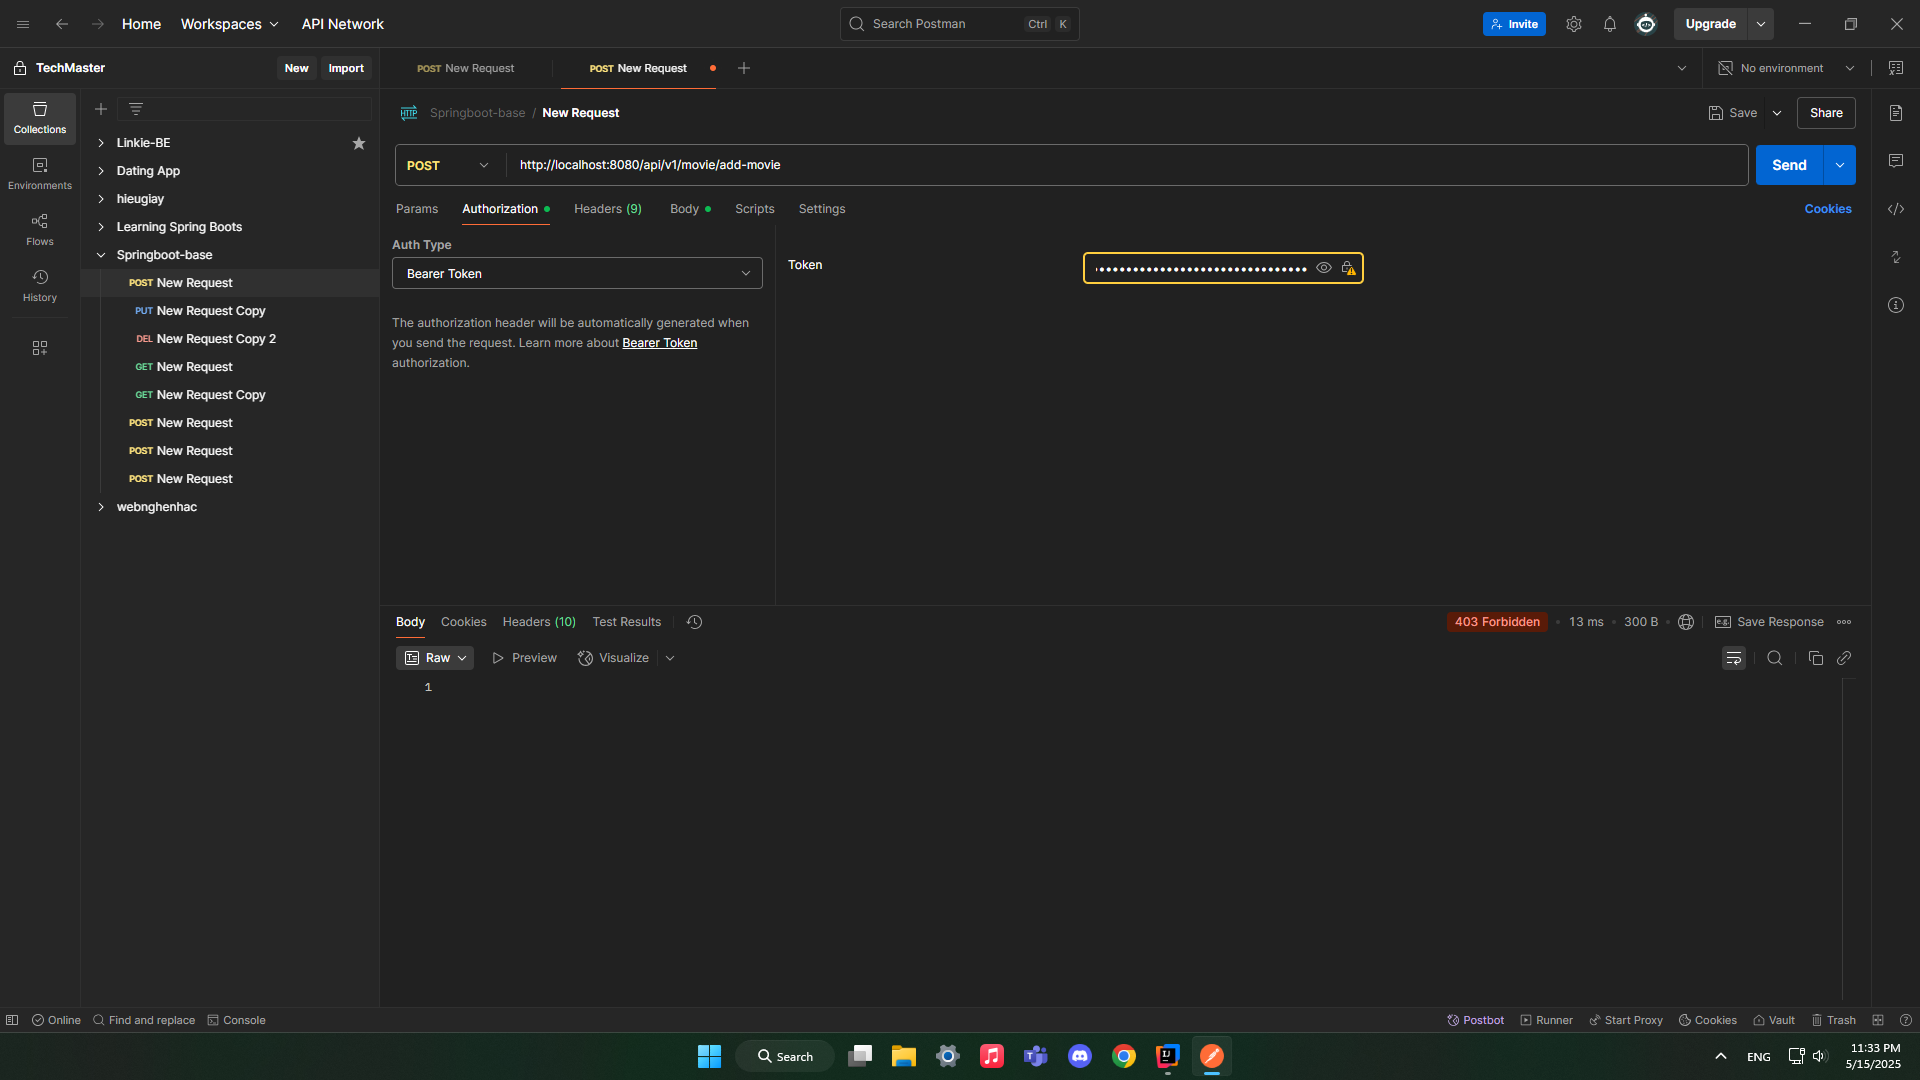 Home
Workspaces
API Network
Search Postman
Ctrl K
Invite
Upgrade
TechMaster
New
Import
POST New Request
POST New Request
No environment
Collections
Environments
Flows
History
Linkie-BE
Dating App
hieugiay
Learning Spring Boots
Springboot-base
POST New Request
PUT New Request Copy
DEL New Request Copy 2
GET New Request
GET New Request Copy
POST New Request
POST New Request
POST New Request
webnghenhac
HTTP Springboot-base / New Request
Save
Share
POST
http://localhost:8080/api/v1/movie/add-movie
Send
Params
Authorization
Headers (9)
Body
Scripts
Settings
Cookies
Auth Type
Bearer Token
The authorization header will be automatically generated when
you send the request. Learn more about Bearer Token
authorization.
Token
Body
Cookies
Headers (10)
Test Results
403 Forbidden
13 ms
300 B
e.g.
Save Response
Raw
Preview
Visualize
1
Online
Find and replace
Console
Postbot
Runner
Start Proxy
Cookies
Vault
Trash
Search
ENG
11:33 PM
5/15/2025